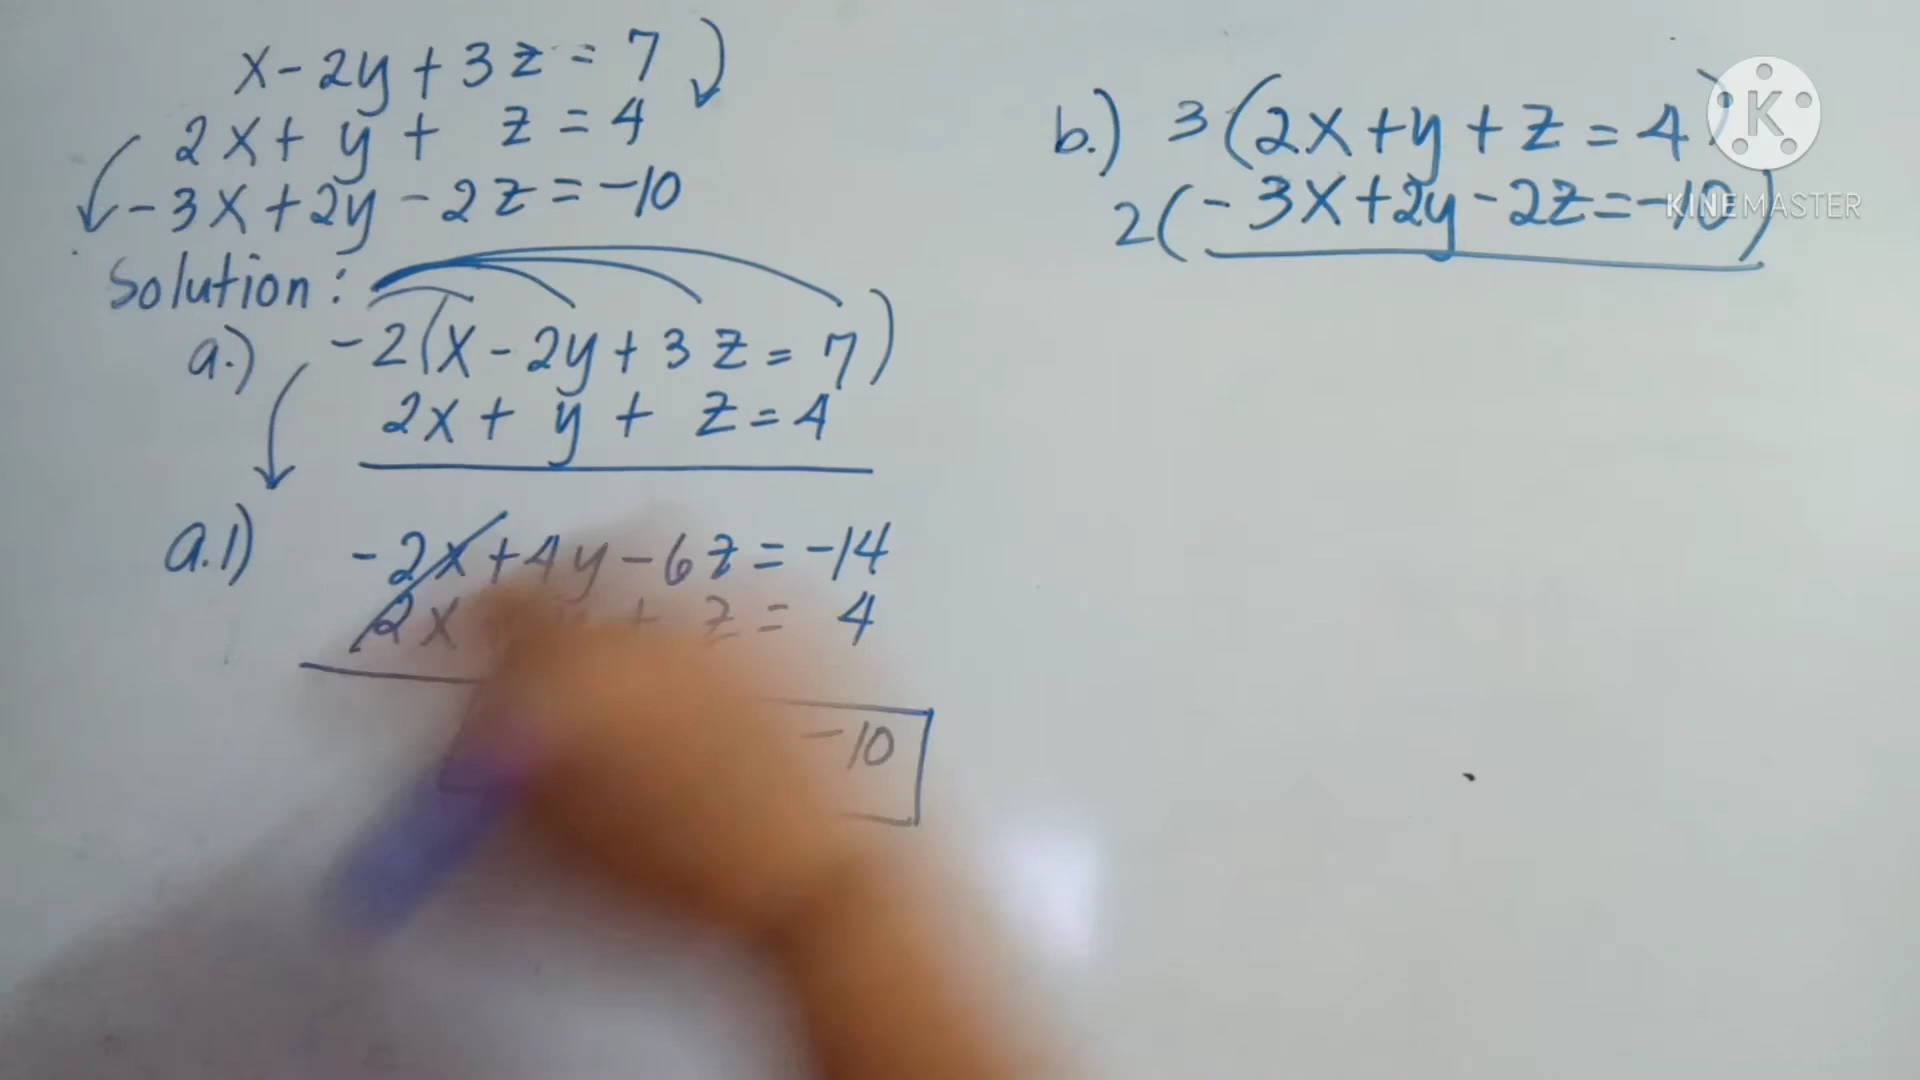 x - 2y + 3z = 7
2x + y + z = 4
-3x + 2y - 2z = -10
Solution:
a.) -2(x - 2y + 3z = 7)
2x + y + z = 4
a.1) -2x + 4y - 6z = -14
2x + z = 4
-10
b.) 3(2x + y + z = 4)
2(-3x + 2y - 2z = -10)
K
KINEMASTER